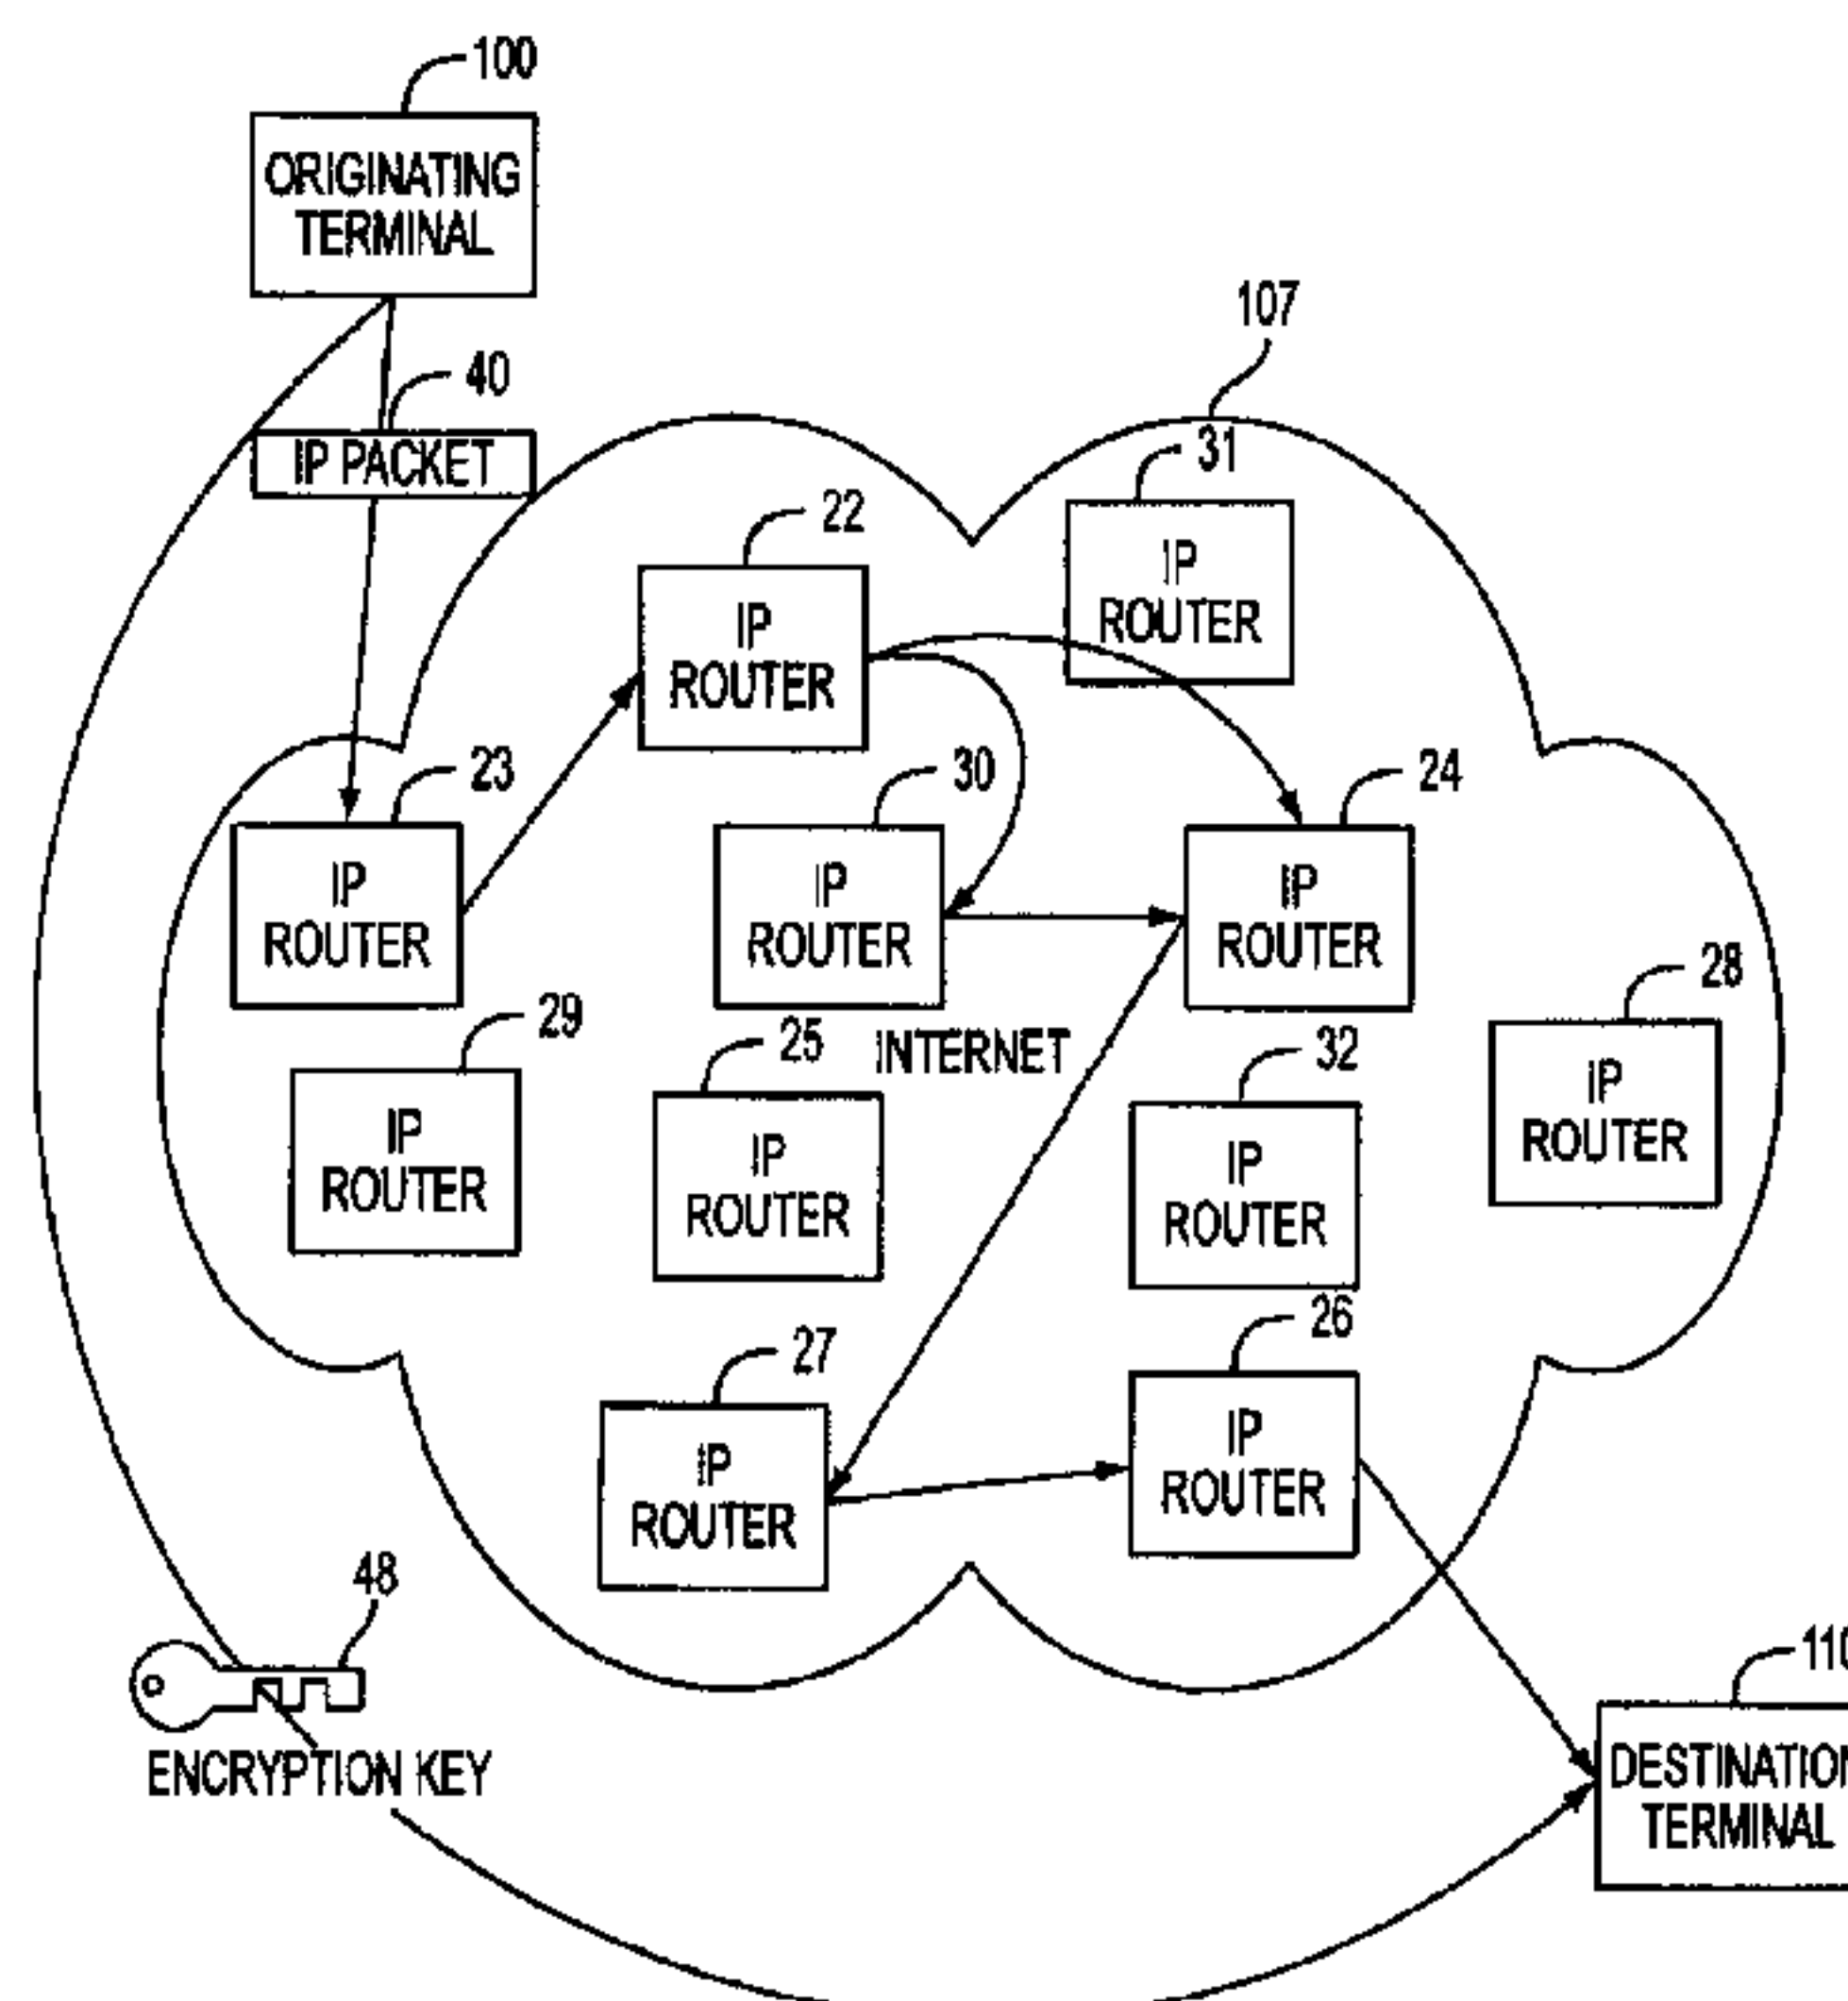 100
ORIGINATING
TERMINAL
107
40
IP PACKET
31
IP
ROUTER
22
IP
ROUTER
23
IP
ROUTER
30
IP
ROUTER
24
IP
ROUTER
28
IP
ROUTER
29
IP
ROUTER
25
IP
ROUTER
INTERNET
32
IP
ROUTER
27
IP
ROUTER
26
IP
ROUTER
48
ENCRYPTION KEY
110
DESTINATION
TERMINAL